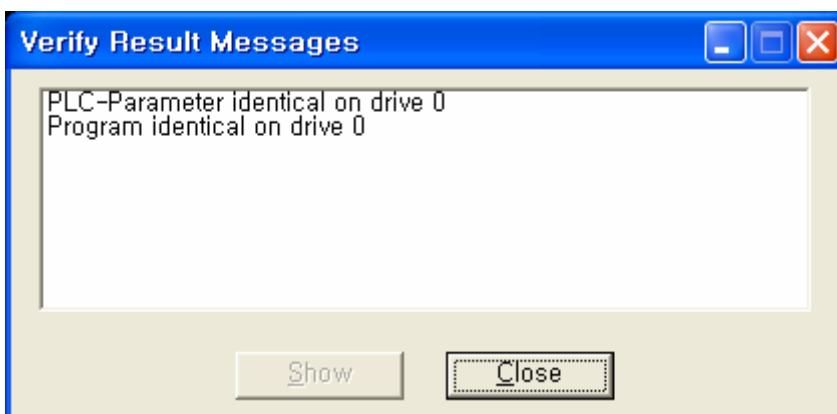 Verify Result Messages
PLC-Parameter identical on drive 0
Program identical on drive 0
Show
Close